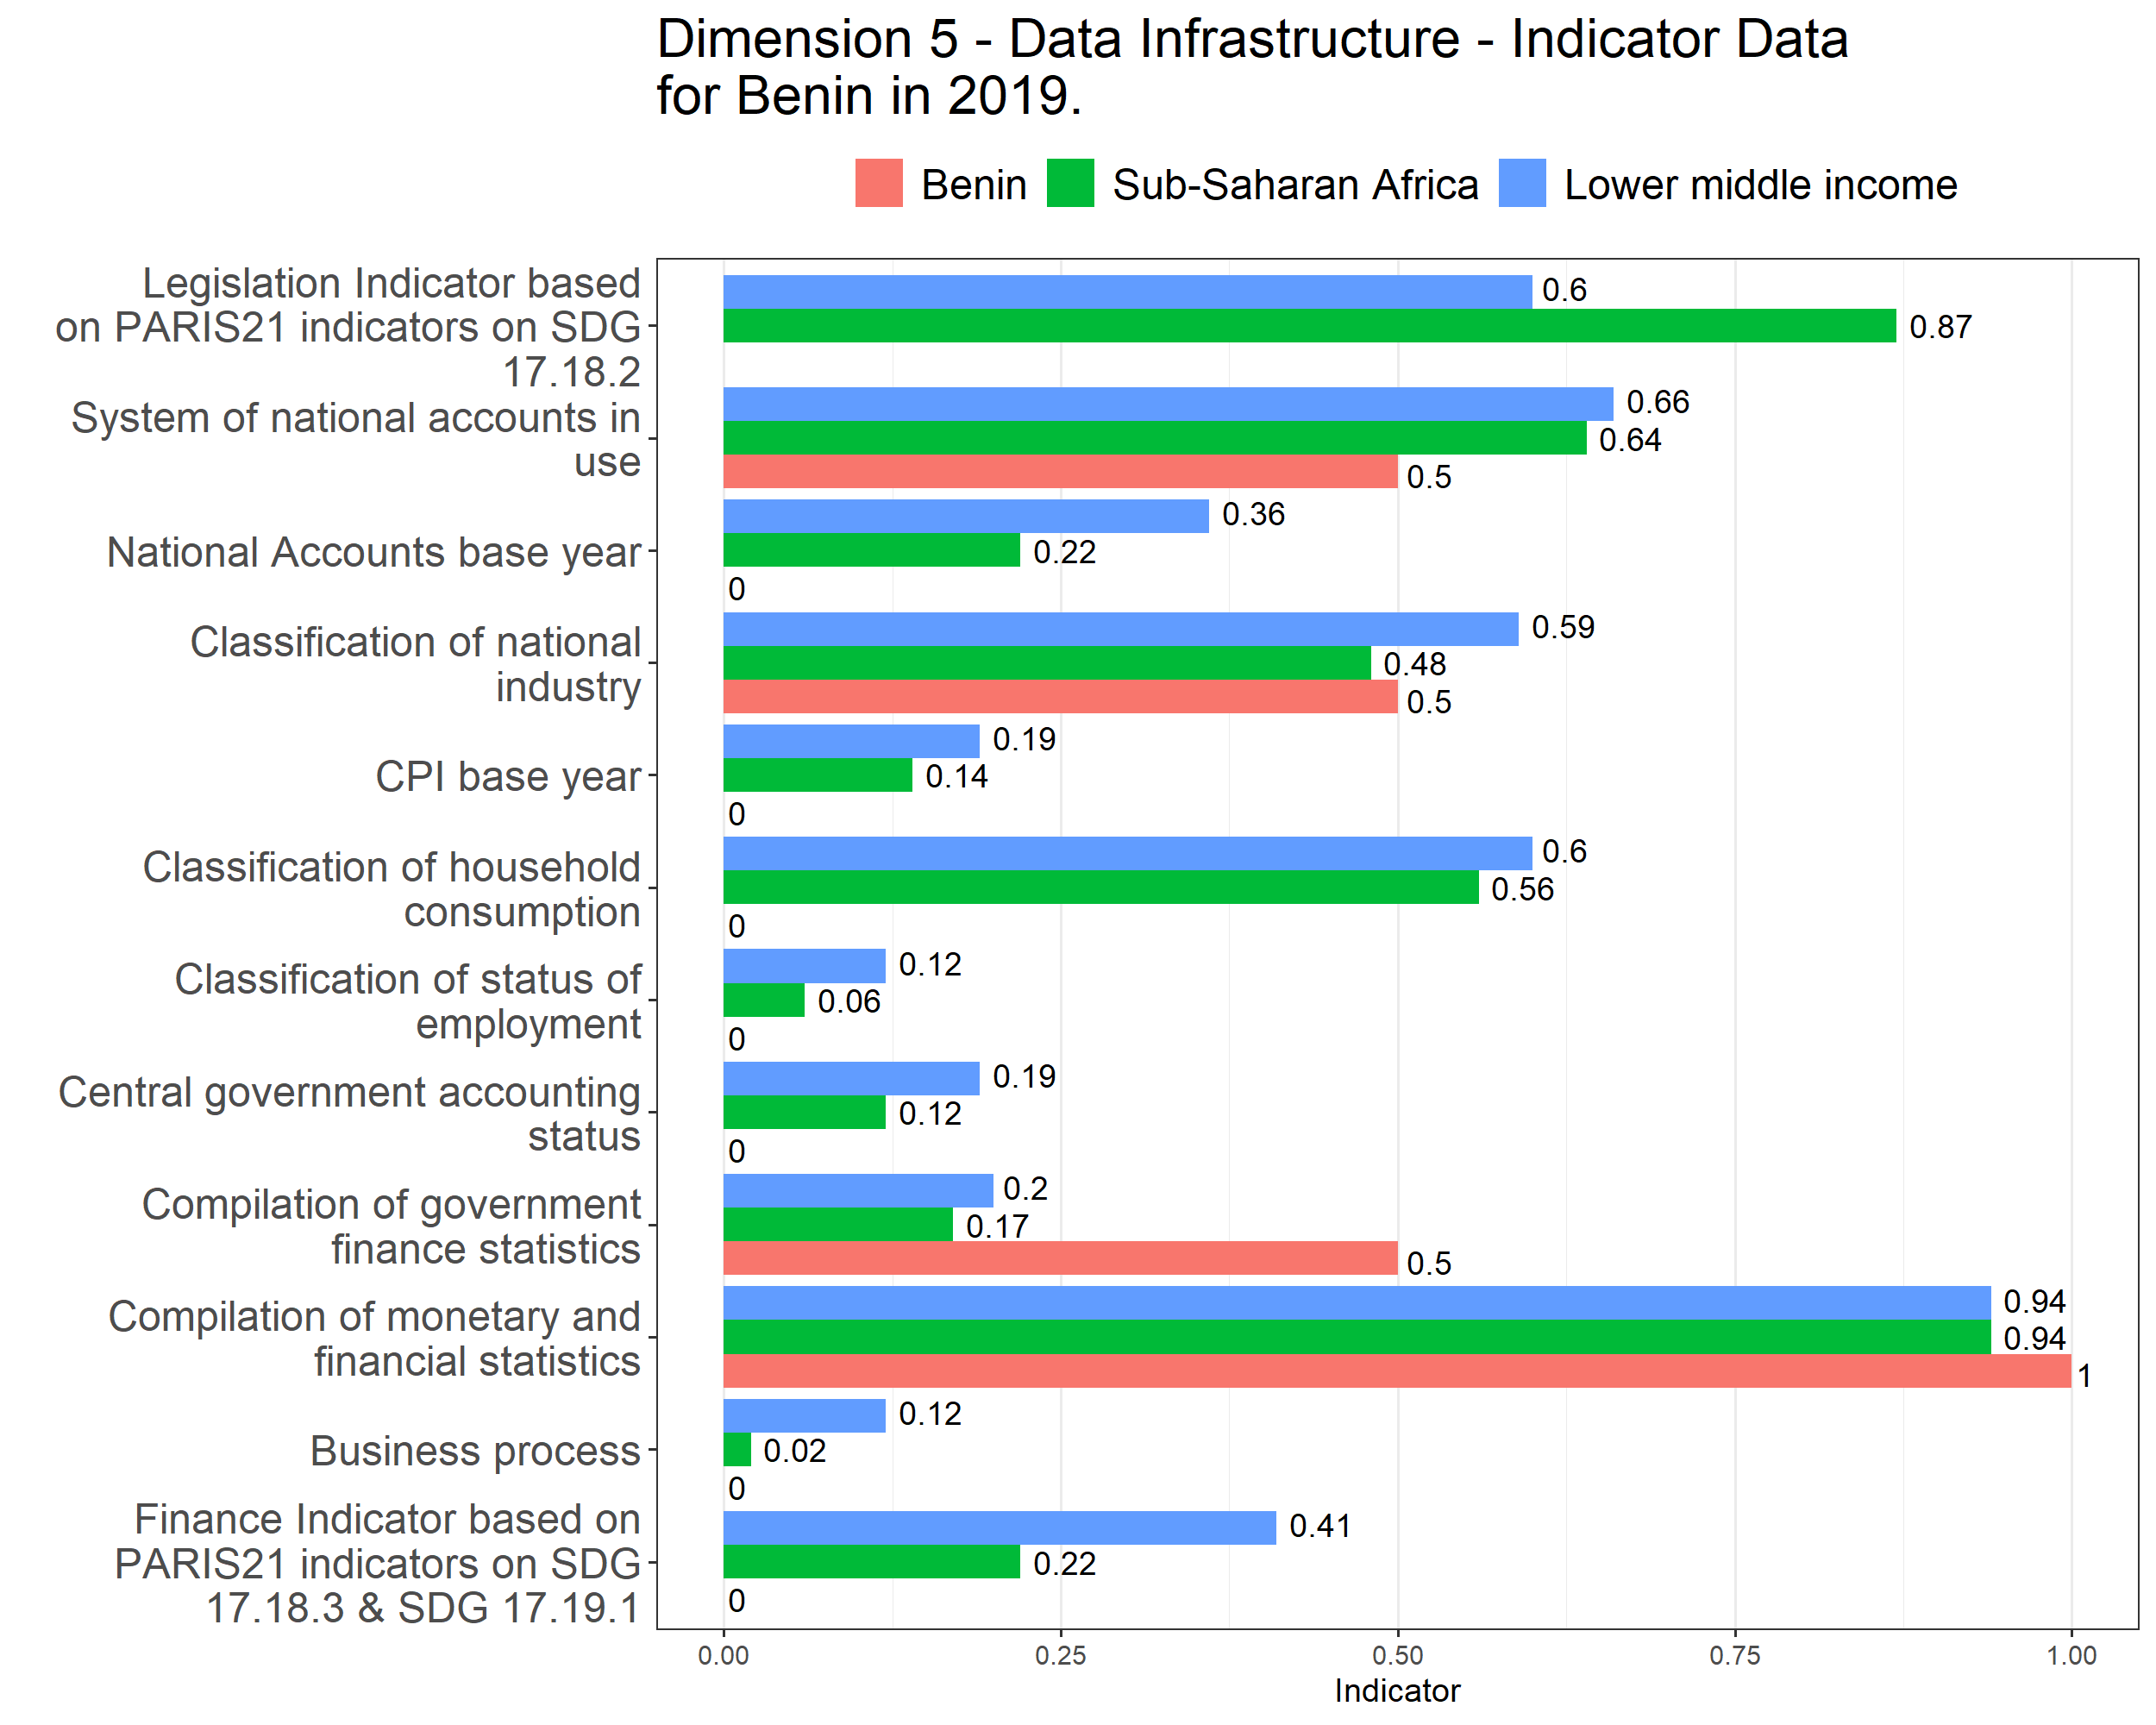 Dimension 5 - Data Infrastructure - Indicator Data
for Benin in 2019.
Benin
Sub-Saharan Africa
Lower middle income
Legislation Indicator based
on PARIS21 indicators on SDG
17.18.2
0.6
0.87
System of national accounts in
use
0.66
0.64
0.5
National Accounts base year
0.36
0.22
0
Classification of national
industry
0.59
0.48
0.5
CPI base year
0.19
0.14
0
Classification of household
consumption
0.6
0.56
0
Classification of status of
employment
0.12
0.06
0
Central government accounting
status
0.19
0.12
0
Compilation of government
finance statistics
0.2
0.17
0.5
Compilation of monetary and
financial statistics
0.94
0.94
1
Business process
0.12
0.02
0
Finance Indicator based on
PARIS21 indicators on SDG
17.18.3 & SDG 17.19.1
0.41
0.22
0
0.00
0.25
0.50
0.75
1.00
Indicator